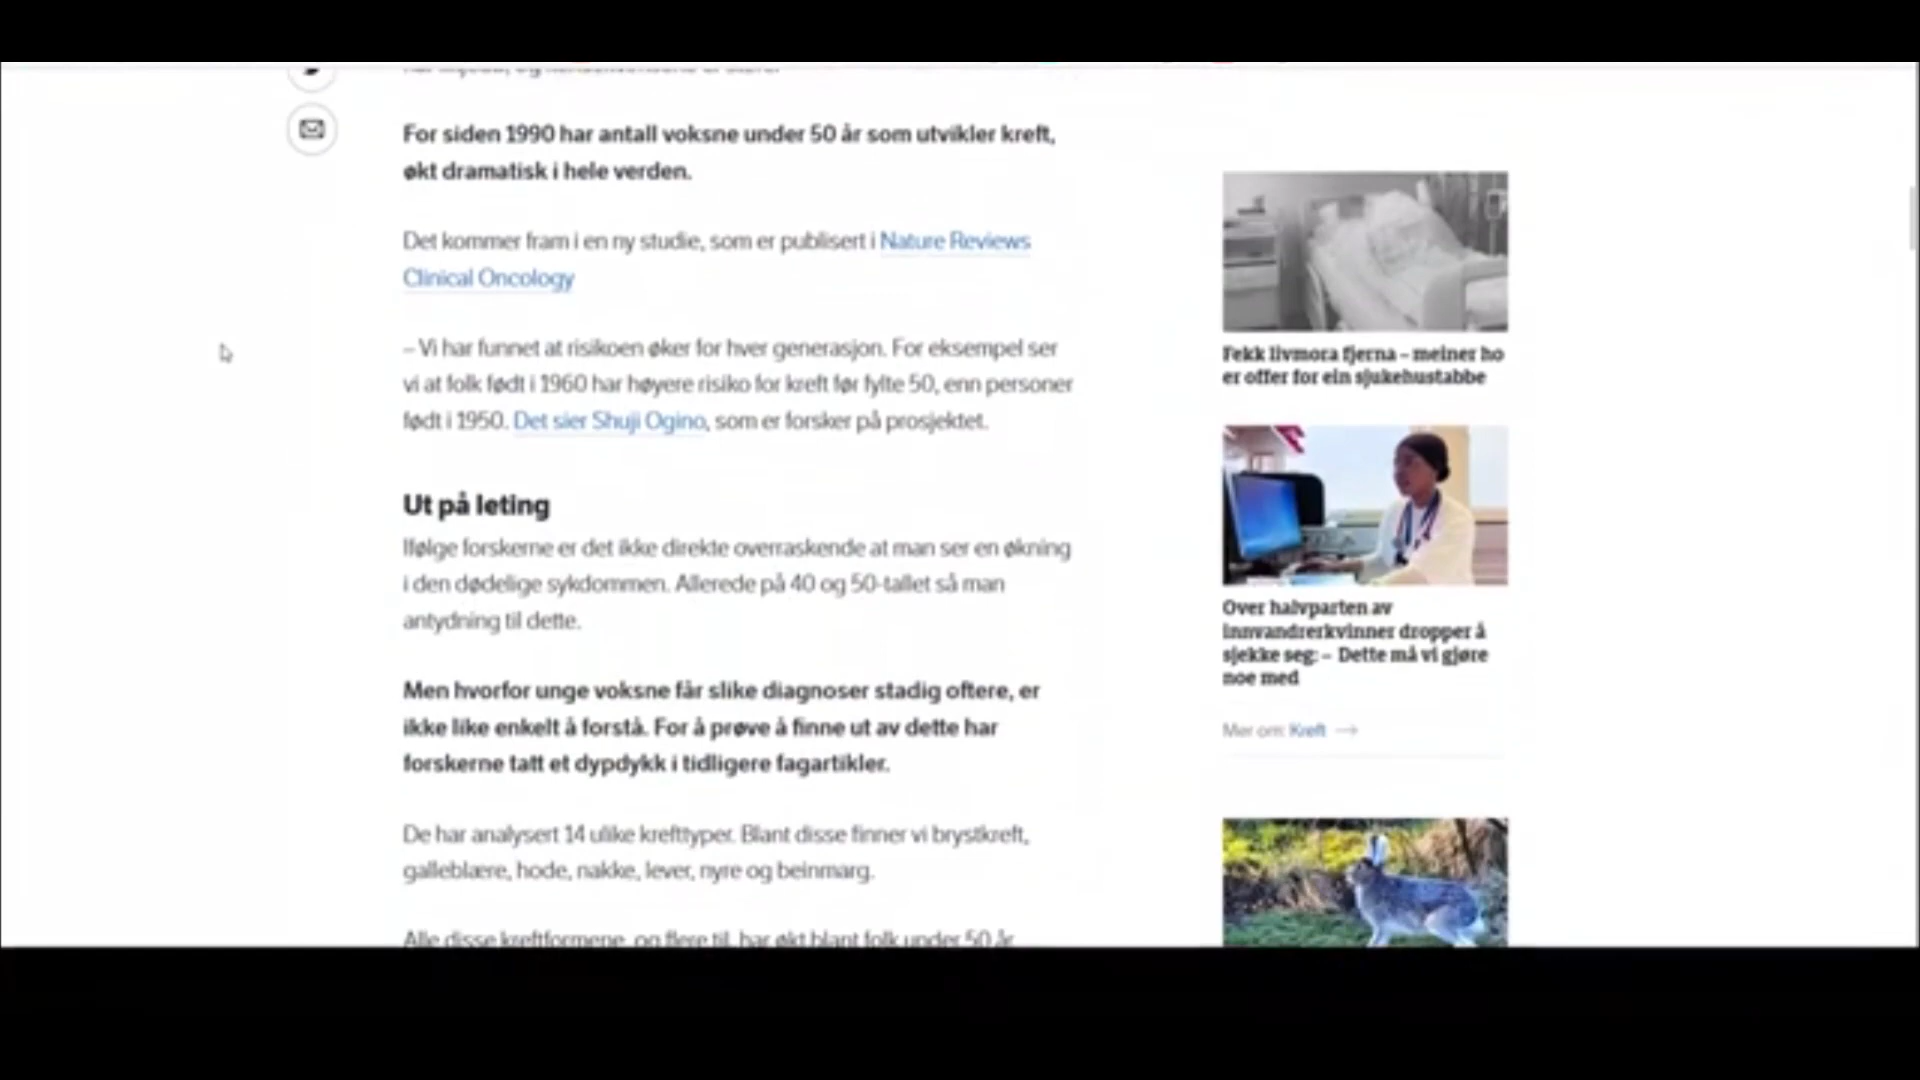 For siden 1990 har antall voksne under 50 år som utvikler kreft,
økt dramatisk i hele verden.
Det kommer fram i en ny studie, som er publisert i Nature Reviews
Clinical Oncology
– Vi har funnet at risikoen øker for hver generasjon. For eksempel ser
vi at folk født i 1960 har høyere risiko for kreft før fylte 50, enn personer
født i 1950. Det sier Shuji Ogino, som er forsker på prosjektet.
Ut på leting
Ifølge forskerne er det ikke direkte overraskende at man ser en økning
i den dødelige sykdommen. Allerede på 40 og 50-tallet så man
antydning til dette.
Men hvorfor unge voksne får slike diagnoser stadig oftere, er
ikke like enkelt å forstå. For å prøve å finne ut av dette har
forskerne tatt et dypdykk i tidligere fagartikler.
De har analysert 14 ulike krefttyper. Blant disse finner vi brystkreft,
galleblære, hode, nakke, lever, nyre og beinmarg.
Alle disse kreftformene, og flere til, har økt blant folk under 50 år
Fekk livmora fjerna – meiner ho
er offer for ein sjukehustabbe
Over halvparten av
innvandrerkvinner dropper å
sjekke seg: – Dette må vi gjøre
noe med
Mer om: Kreft →